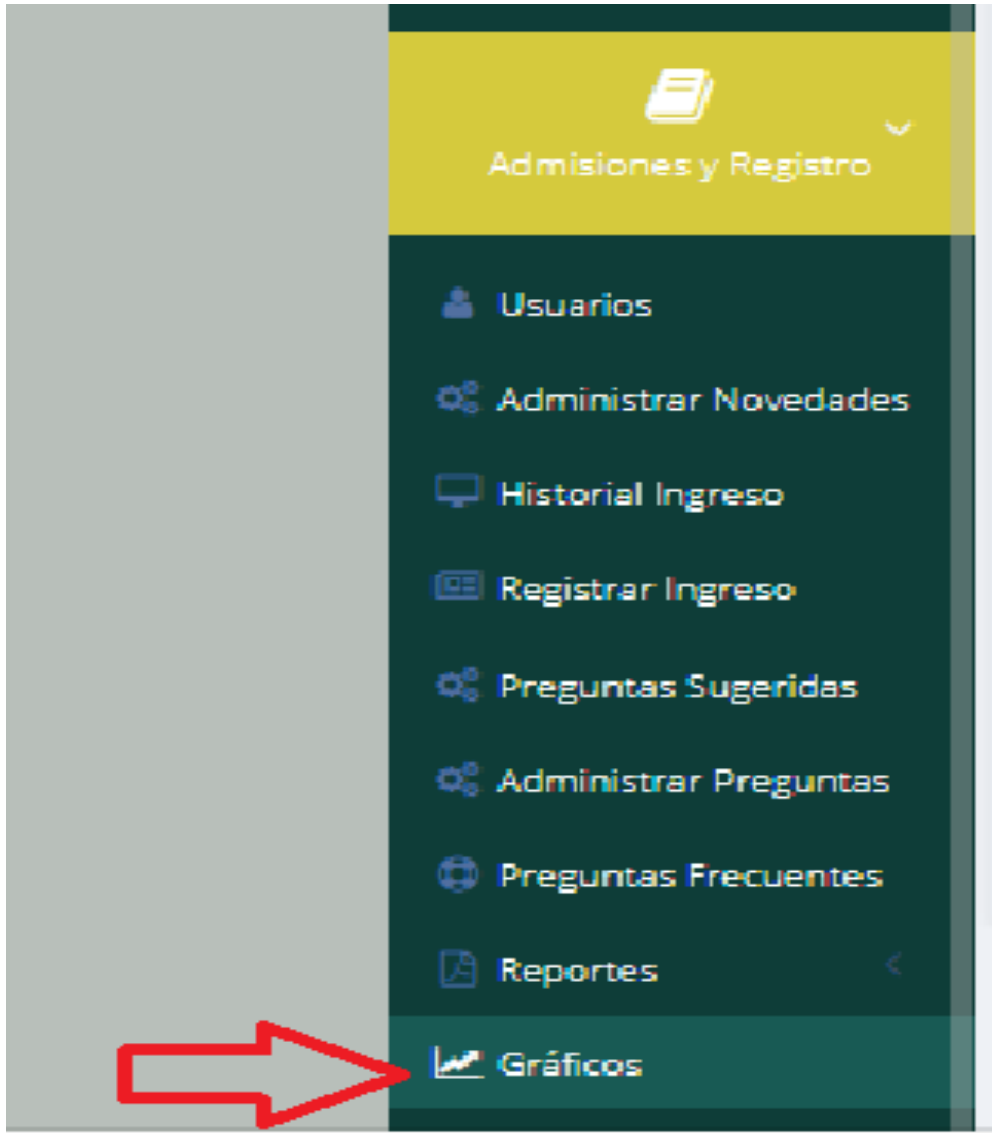 Admisiones y Registro
Usuarios
Administrar Novedades
Historial Ingreso
Registrar Ingreso
Preguntas Sugeridas
Administrar Preguntas
Preguntas Frecuentes
Reportes
Gráficos